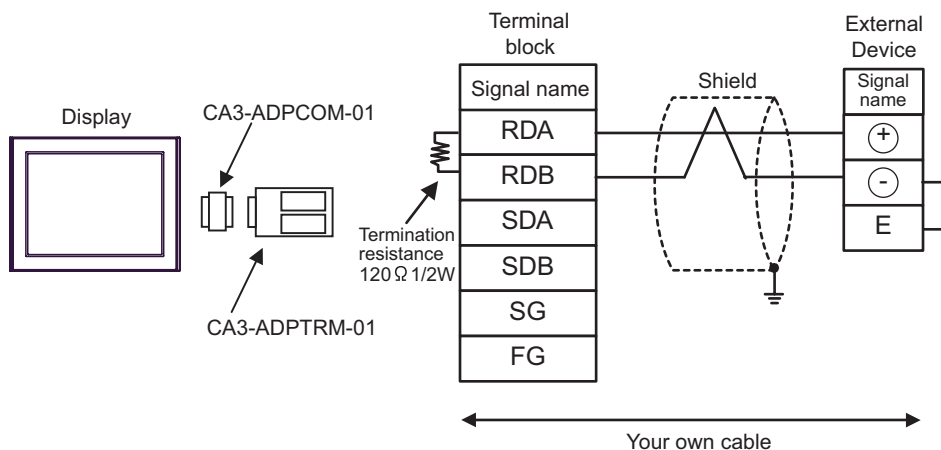 Display
CA3-ADPCOM-01
CA3-ADPTRM-01
Termination
resistance
120Ω 1/2W
Terminal
block
Signal name
RDA
RDB
SDA
SDB
SG
FG
Shield
External
Device
Signal
name
+
-
E
Your own cable